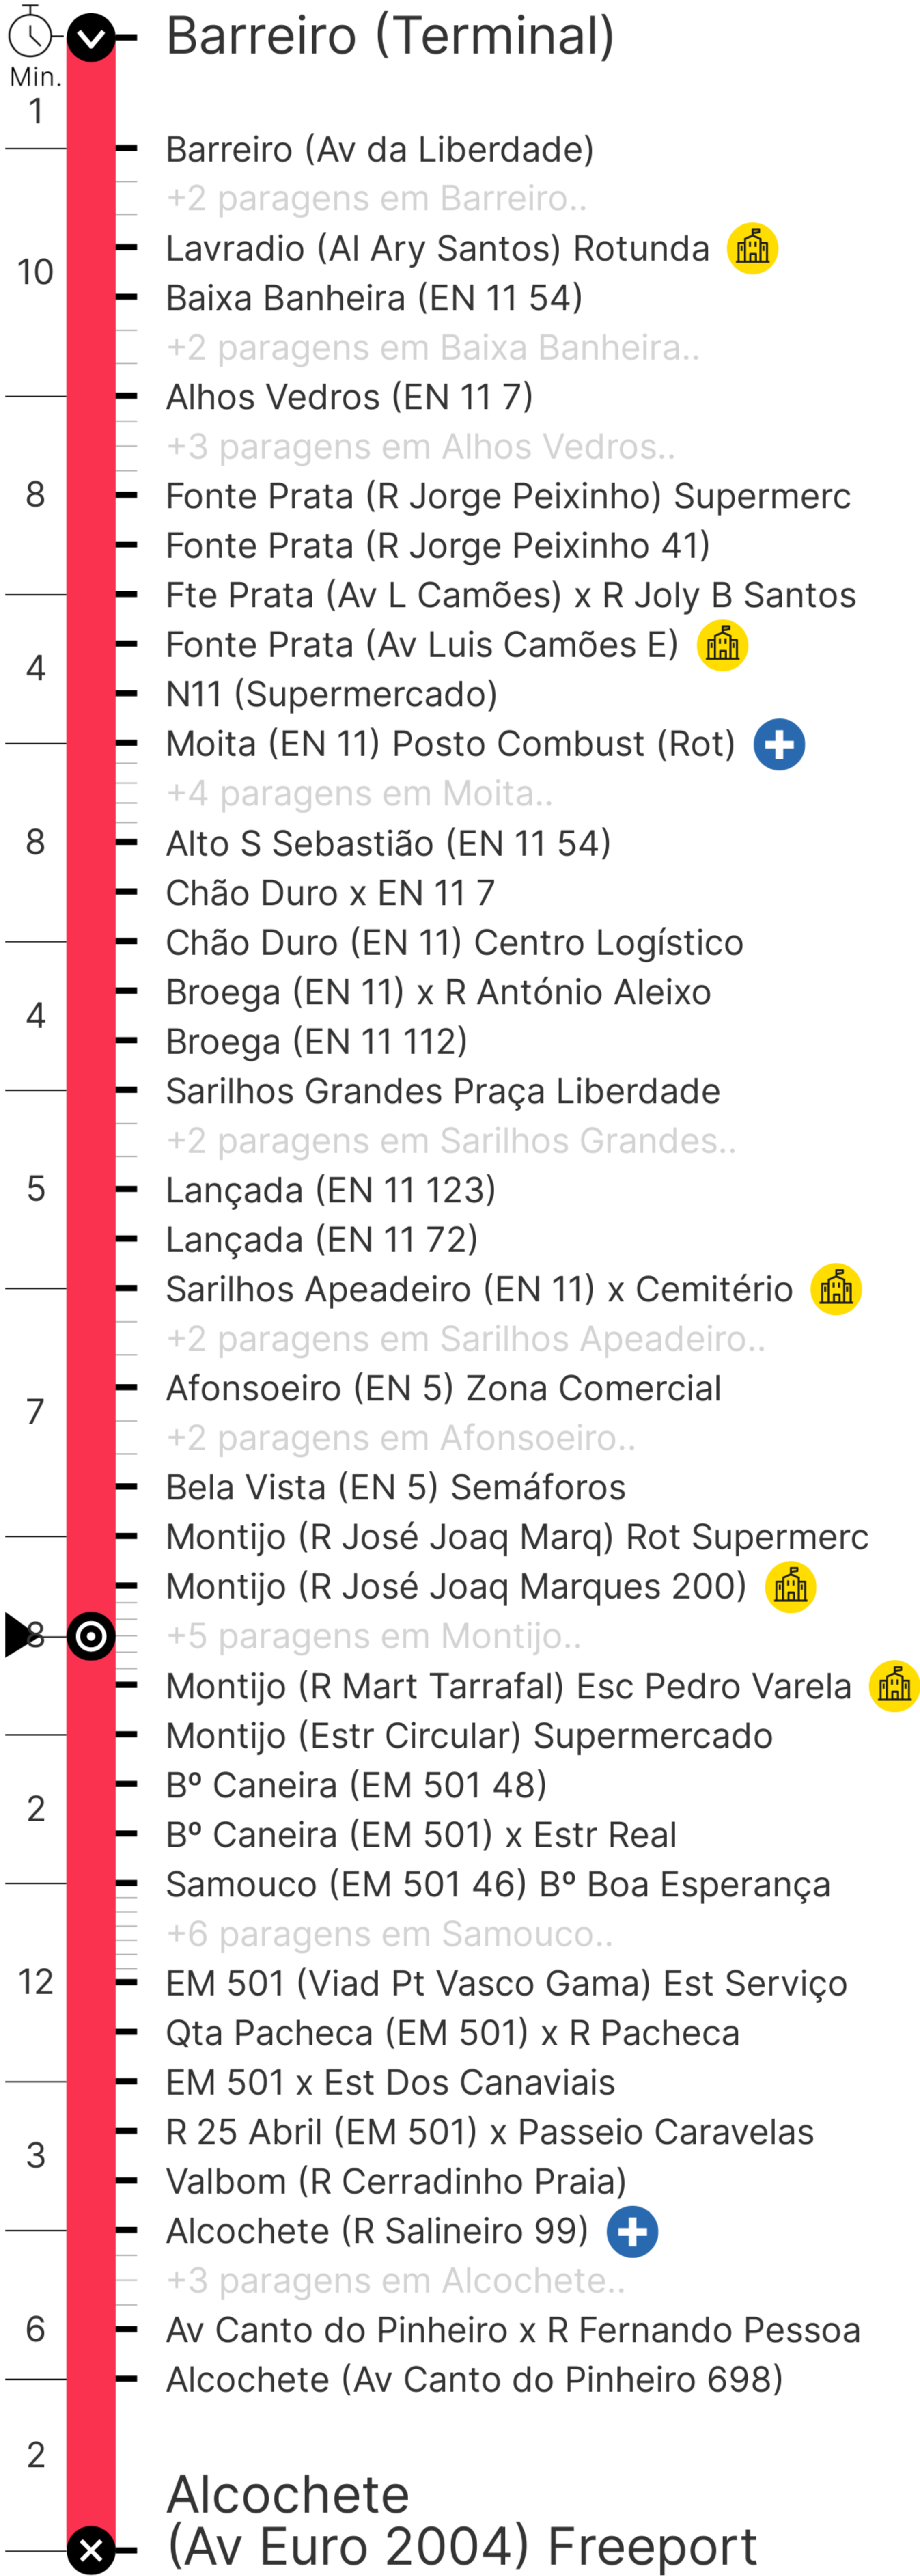 Barreiro (Terminal)
Min.
1
Barreiro (Av da Liberdade)
+2 paragens em Barreiro..
Lavradio (Al Ary Santos) Rotunda
10
Baixa Banheira (EN 11 54)
+2 paragens em Baixa Banheira..
Alhos Vedros (EN 11 7)
+3 paragens em Alhos Vedros..
8
Fonte Prata (R Jorge Peixinho) Supermerc
Fonte Prata (R Jorge Peixinho 41)
Fte Prata (Av L Camões) x R Joly B Santos
Fonte Prata (Av Luis Camões E)
4
N11 (Supermercado)
Moita (EN 11) Posto Combust (Rot)
+4 paragens em Moita..
8
Alto S Sebastião (EN 11 54)
Chão Duro x EN 11 7
Chão Duro (EN 11) Centro Logístico
Broega (EN 11) x R António Aleixo
4
Broega (EN 11 112)
Sarilhos Grandes Praça Liberdade
+2 paragens em Sarilhos Grandes..
5
Lançada (EN 11 123)
Lançada (EN 11 72)
Sarilhos Apeadeiro (EN 11) x Cemitério
+2 paragens em Sarilhos Apeadeiro..
Afonsoeiro (EN 5) Zona Comercial
7
+2 paragens em Afonsoeiro..
Bela Vista (EN 5) Semáforos
Montijo (R José Joaq Marq) Rot Supermerc
Montijo (R José Joaq Marques 200)
8
+5 paragens em Montijo..
Montijo (R Mart Tarrafal) Esc Pedro Varela
Montijo (Estr Circular) Supermercado
Bº Caneira (EM 501 48)
2
Bº Caneira (EM 501) x Estr Real
Samouco (EM 501 46) Bº Boa Esperança
+6 paragens em Samouco..
12
EM 501 (Viad Pt Vasco Gama) Est Serviço
Qta Pacheca (EM 501) x R Pacheca
EM 501 x Est Dos Canaviais
R 25 Abril (EM 501) x Passeio Caravelas
3
Valbom (R Cerradinho Praia)
Alcochete (R Salineiro 99)
+3 paragens em Alcochete..
6
Av Canto do Pinheiro x R Fernando Pessoa
Alcochete (Av Canto do Pinheiro 698)
2
Alcochete
(Av Euro 2004) Freeport